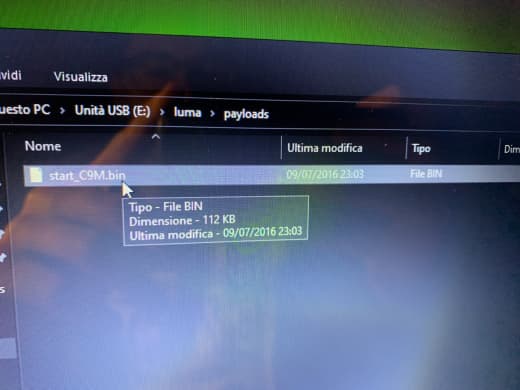 vidi Visualizza
uesto PC > Unità USB (E:) > luma > payloads
Nome Ultima modifica Tipo Dim
start_C9M.bin 09/07/2016 23:03 File BIN
Tipo - File BIN
Dimensione - 112 KB
Ultima modifica - 09/07/2016 23:03
s